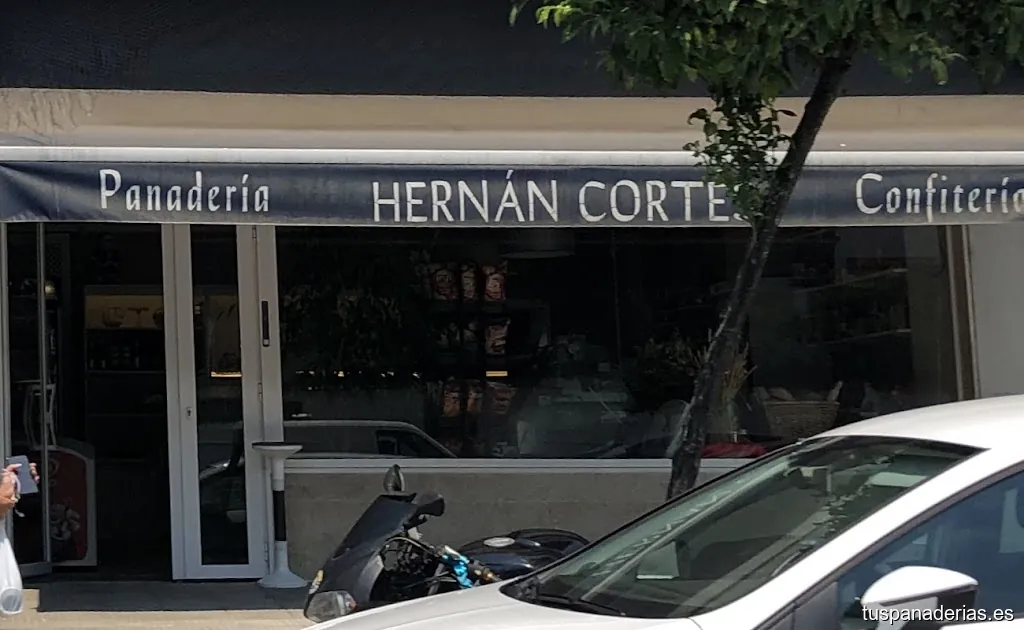 Panadería HERNÁN CORTES Confitería
tuspanaderias.es